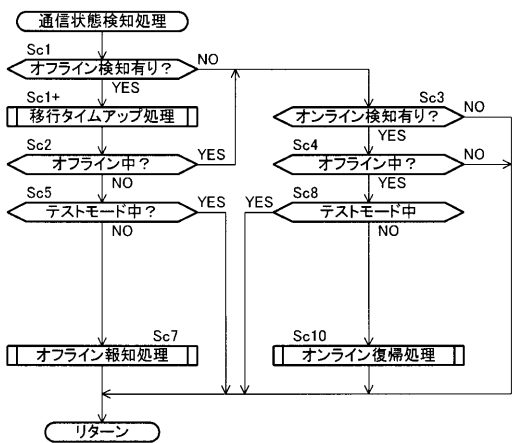 通信状態検知処理
Sc1
オフライン検知有り？
NO
YES
Sc1+
移行タイムアップ処理
Sc2
オフライン中？
YES
NO
Sc5
テストモード中？
YES
NO
Sc7
オフライン報知処理
Sc3
オンライン検知有り？
NO
YES
Sc4
オフライン中？
NO
YES
Sc8
YES
テストモード中
NO
Sc10
オンライン復帰処理
リターン